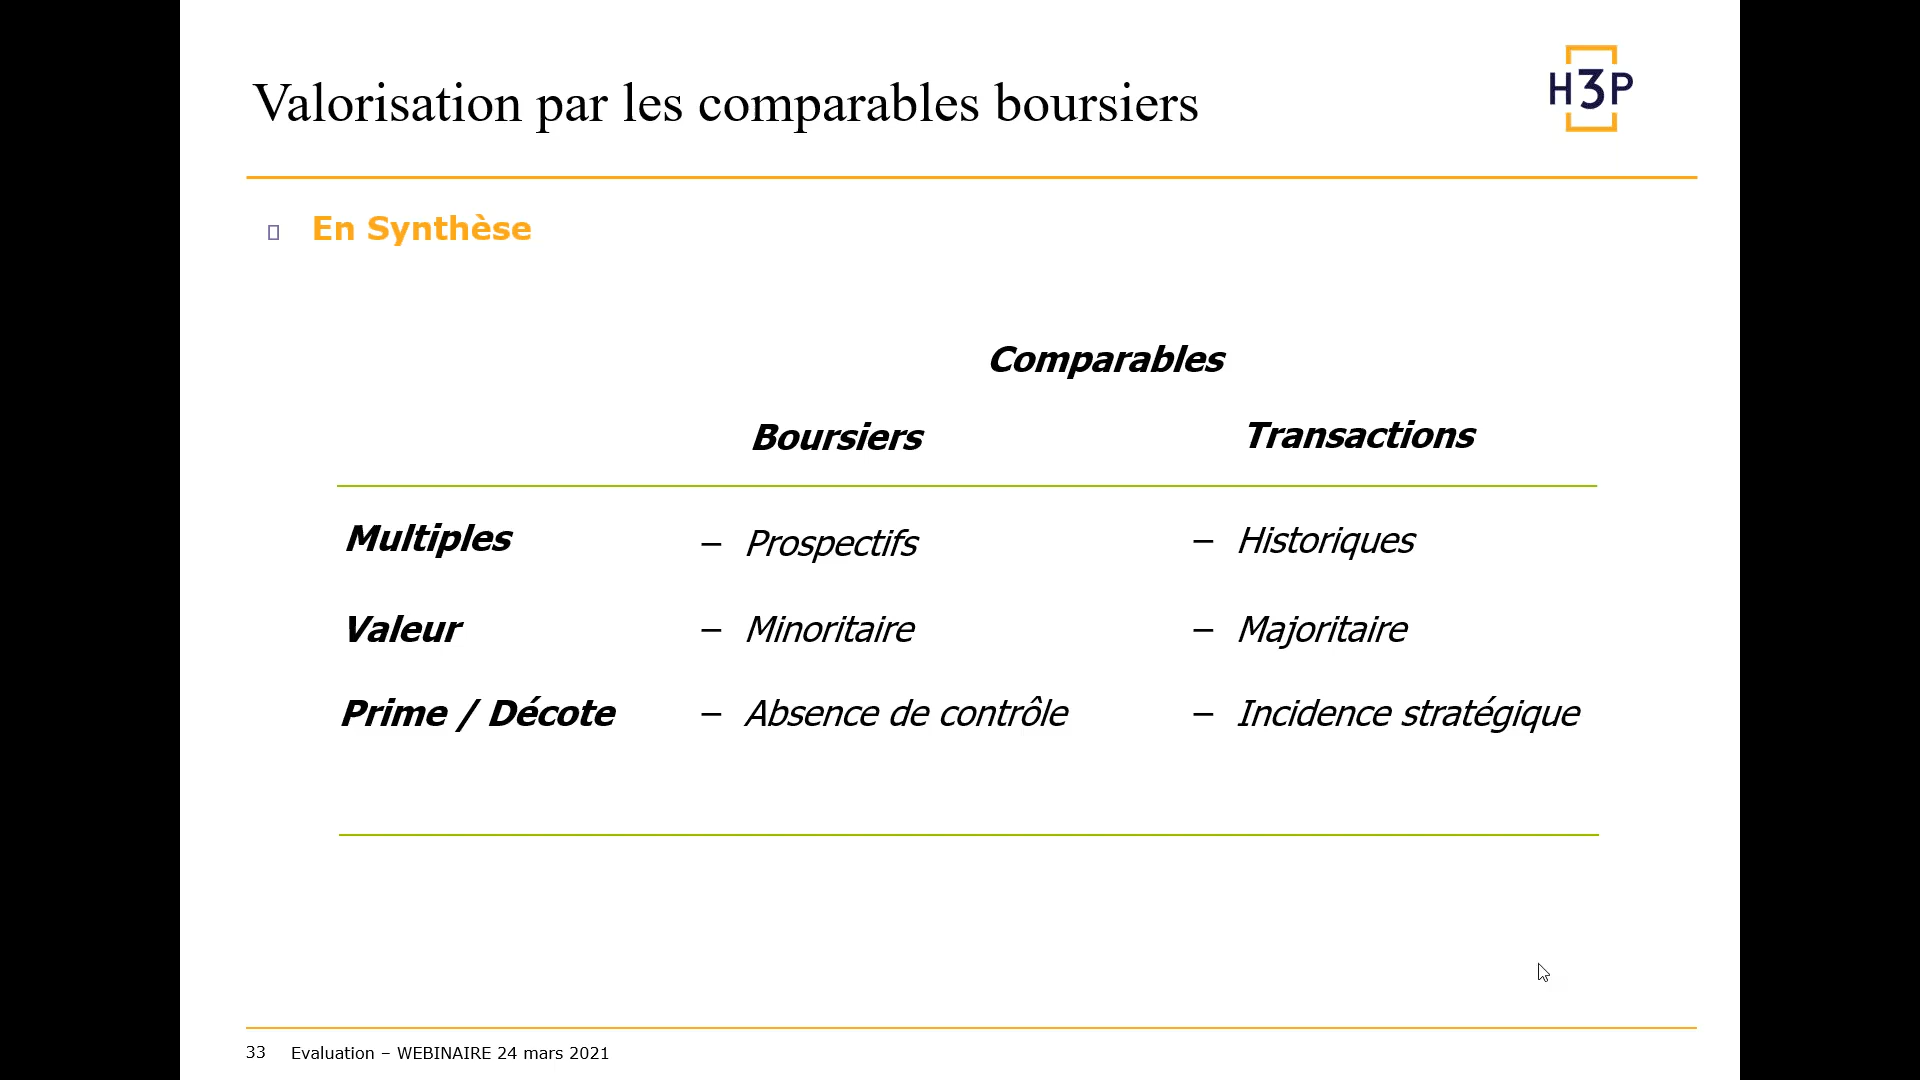 Valorisation par les comparables boursiers
H3P
En Synthèse
Comparables
Boursiers Transactions
Multiples – Prospectifs – Historiques
Valeur – Minoritaire – Majoritaire
Prime / Décote – Absence de contrôle – Incidence stratégique
33 Evaluation – WEBINAIRE 24 mars 2021